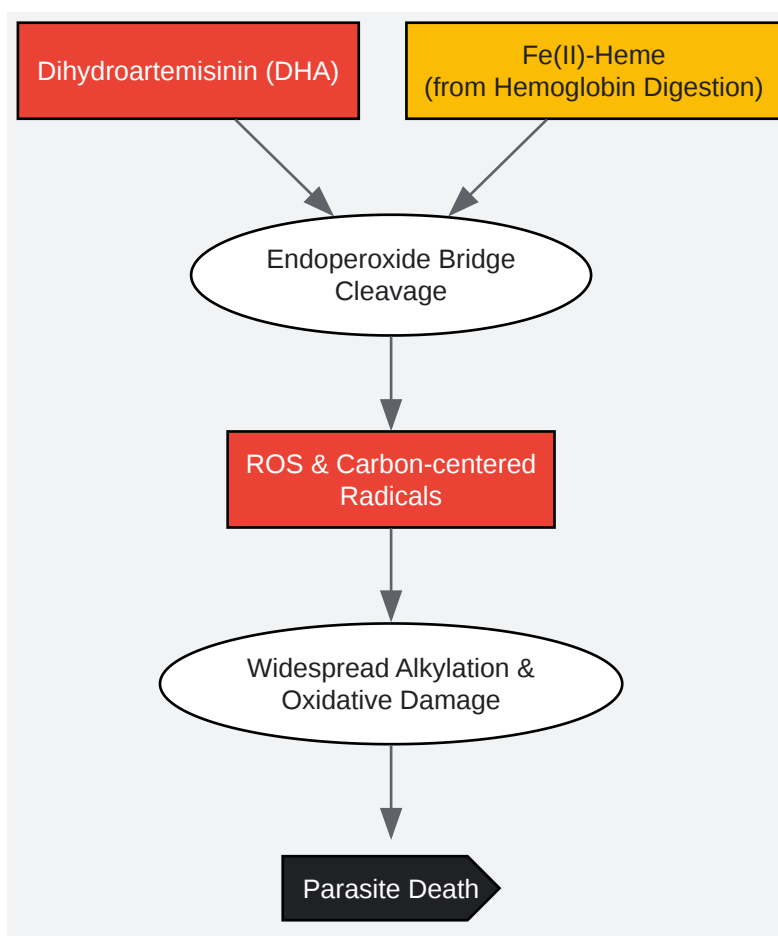 Dihydroartemisinin (DHA)
Fe(II)-Heme
(from Hemoglobin Digestion)
Endoperoxide Bridge
Cleavage
ROS & Carbon-centered
Radicals
Widespread Alkylation &
Oxidative Damage
Parasite Death